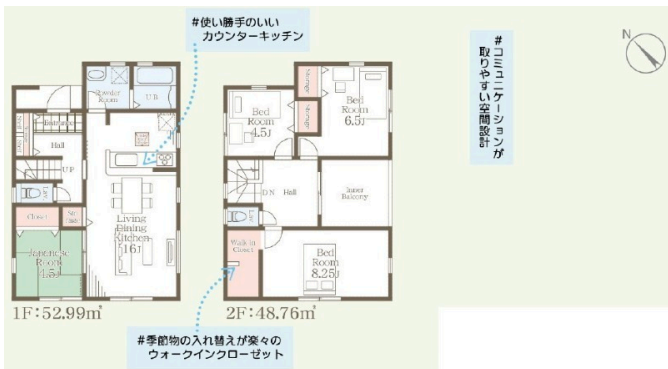 #使い勝手のいい
カウンターキッチン
#コミュニケーションが
取りやすい空間設計
N
Powder
Room
U.B
Entrance
Hall
UP
Closet
Japanese
Room
4.5J
Living
Dining
Kitchen
16J
1F:52.99㎡
Storage
Storage
Bed
Room
4.5J
Bed
Room
6.5J
DN
Hall
Inner
Balcony
Walk in
Closet
Bed
Room
8.25J
2F:48.76㎡
#季節物の入れ替えが楽々の
ウォークインクローゼット